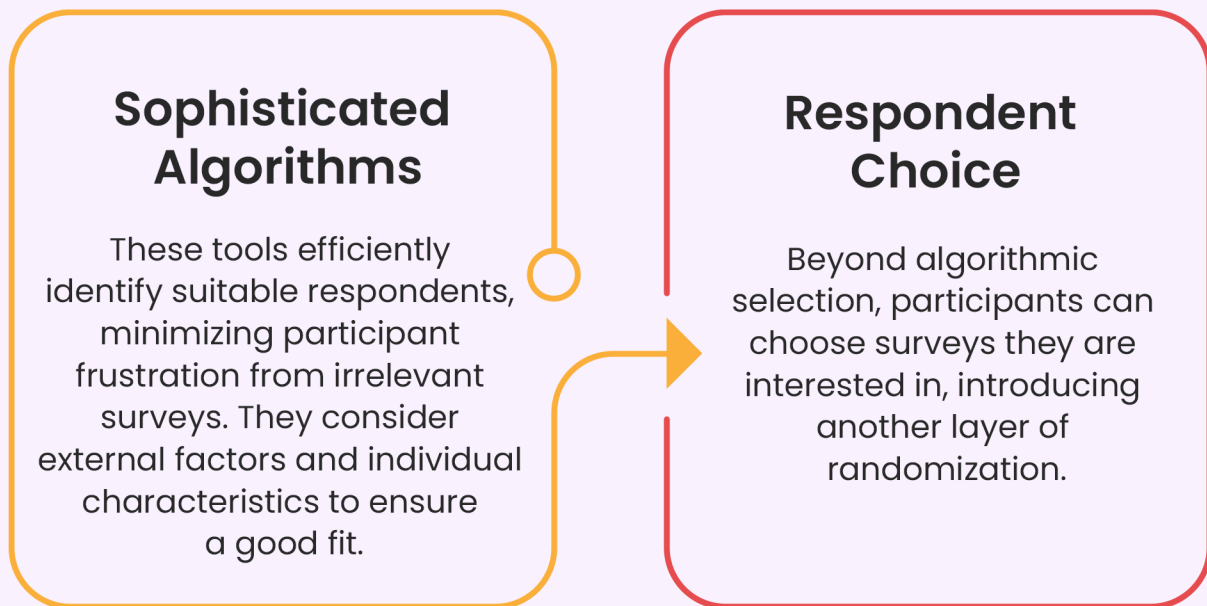 Sophisticated
Algorithms
These tools efficiently
identify suitable respondents,
minimizing participant
frustration from irrelevant
surveys. They consider
external factors and individual
characteristics to ensure
a good fit.
Respondent
Choice
Beyond algorithmic
selection, participants can
choose surveys they are
interested in, introducing
another layer of
randomization.